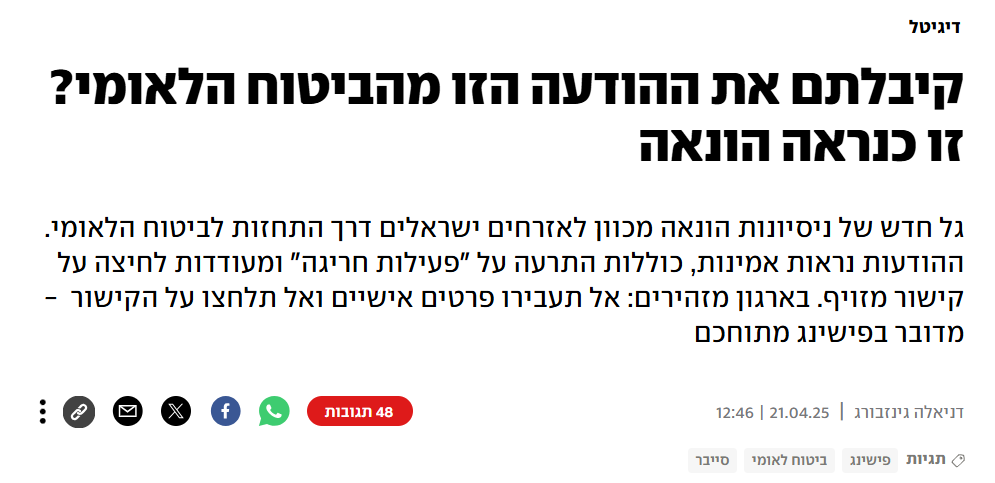 דיגיטל
קיבלתם את ההודעה הזו מהביטוח הלאומי?
זו כנראה הונאה
גל חדש של ניסיונות הונאה מכוון לאזרחים ישראלים דרך התחזות לביטוח הלאומי.
ההודעות נראות אמינות, כוללות התרעה על "פעילות חריגה" ומעודדות לחיצה על
קישור מזויף. בארגון מזהירים: אל תעבירו פרטים אישיים ואל תלחצו על הקישור –
מדובר בפישינג מתוחכם
דניאלה גינזבורג | 21.04.25 | 12:46
48 תגובות
תגיות פישינג ביטוח לאומי סייבר